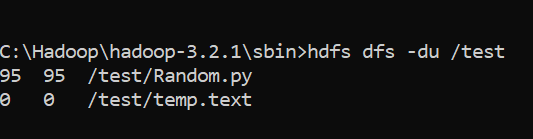 C:\Hadoop\hadoop-3.2.1\sbin>hdfs dfs -du /test
95  95  /test/Random.py
0   0   /test/temp.text